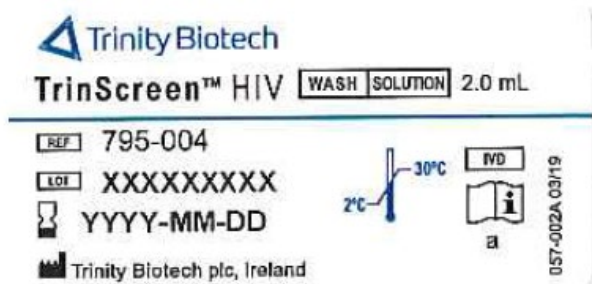 Trinity Biotech
TrinScreen™ HIV WASH SOLUTION 2.0 mL
REF 795-004
LOT XXXXXXXXX
YYYY-MM-DD
Trinity Biotech plc, Ireland
30°C
2°C
IVD
i
a
057-002A 03/19